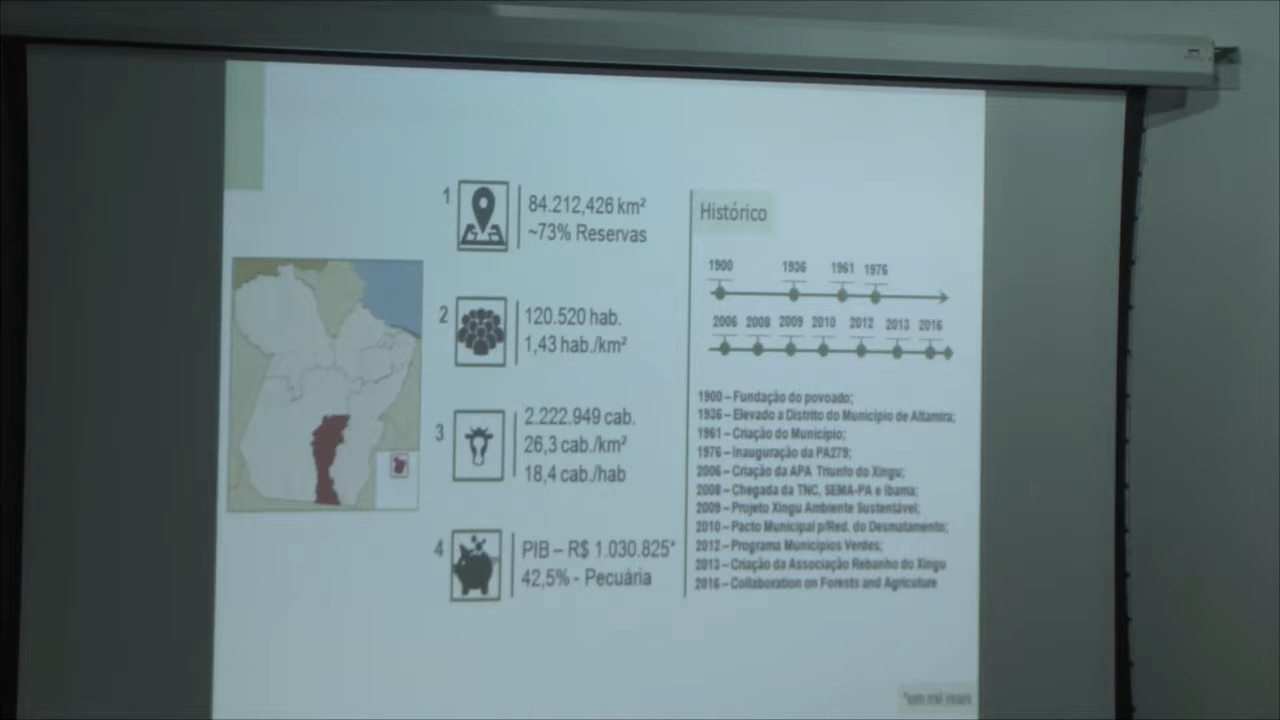 1
84.212,426 km²
~73% Reservas
2
120.520 hab.
1,43 hab./km²
3
2.222.949 cab.
26,3 cab./km²
18,4 cab./hab
4
PIB – R$ 1.030.825*
42,5% - Pecuária
Histórico
1900 1936 1961 1976
2006 2008 2009 2010 2012 2013 2016
1900 – Fundação do povoado;
1936 – Elevado a Distrito do Município de Altamira;
1961 – Criação do Município;
1976 – Inauguração da PA279;
2006 – Criação da APA Triunfo do Xingu;
2008 – Chegada da TNC, SEMA-PA e Ibama;
2009 – Projeto Xingu Ambiente Sustentável;
2010 – Pacto Municipal p/Red. do Desmatamento;
2012 – Programa Municípios Verdes;
2013 – Criação da Associação Rebanho do Xingu
2016 – Collaboration on Forests and Agriculture
*em mil reais